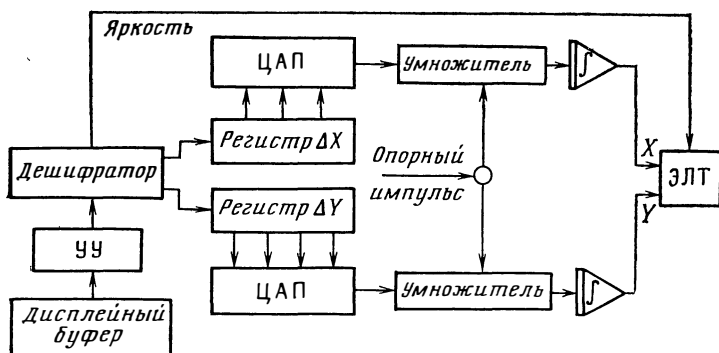 Яркость
ЦАП
Умножитель
∫
Регистр ΔX
Дешифратор
Опорный
импульс
X
ЭЛТ
Y
Регистр ΔY
УУ
ЦАП
Умножитель
∫
Дисплейный
буфер